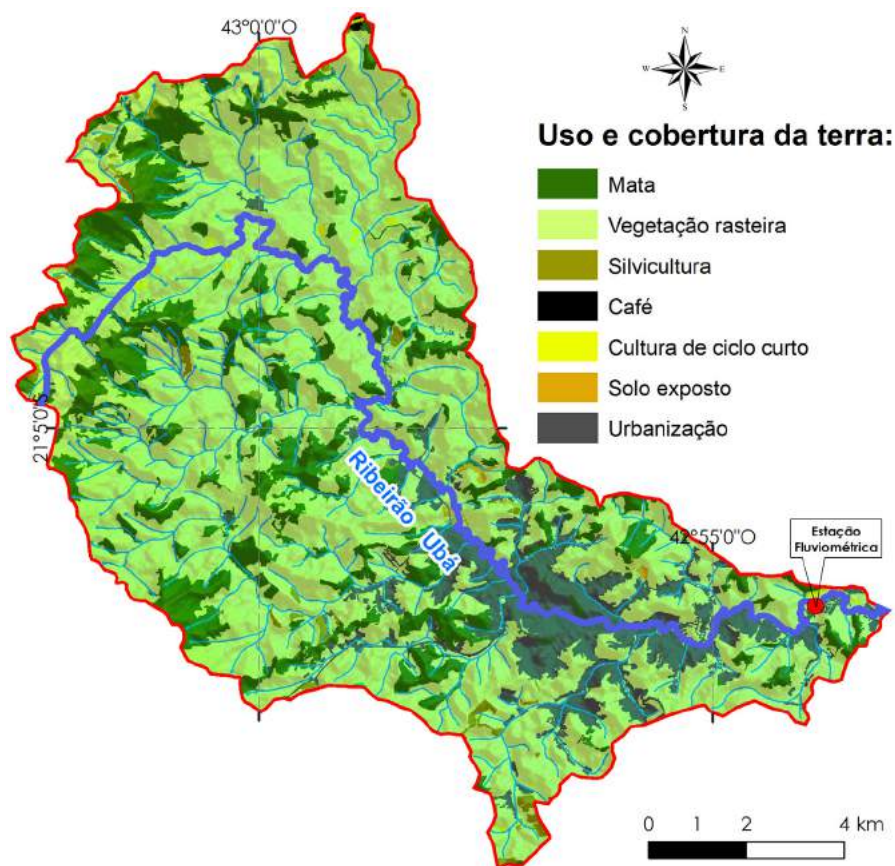 43°0'0"O
N
W
E
S
Uso e cobertura da terra:
Mata
Vegetação rasteira
Silvicultura
Café
Cultura de ciclo curto
Solo exposto
Urbanização
21°5'0"S
Ribeirão Ubá
42°55'0"O
Estação
Fluviométrica
0 1 2 4 km